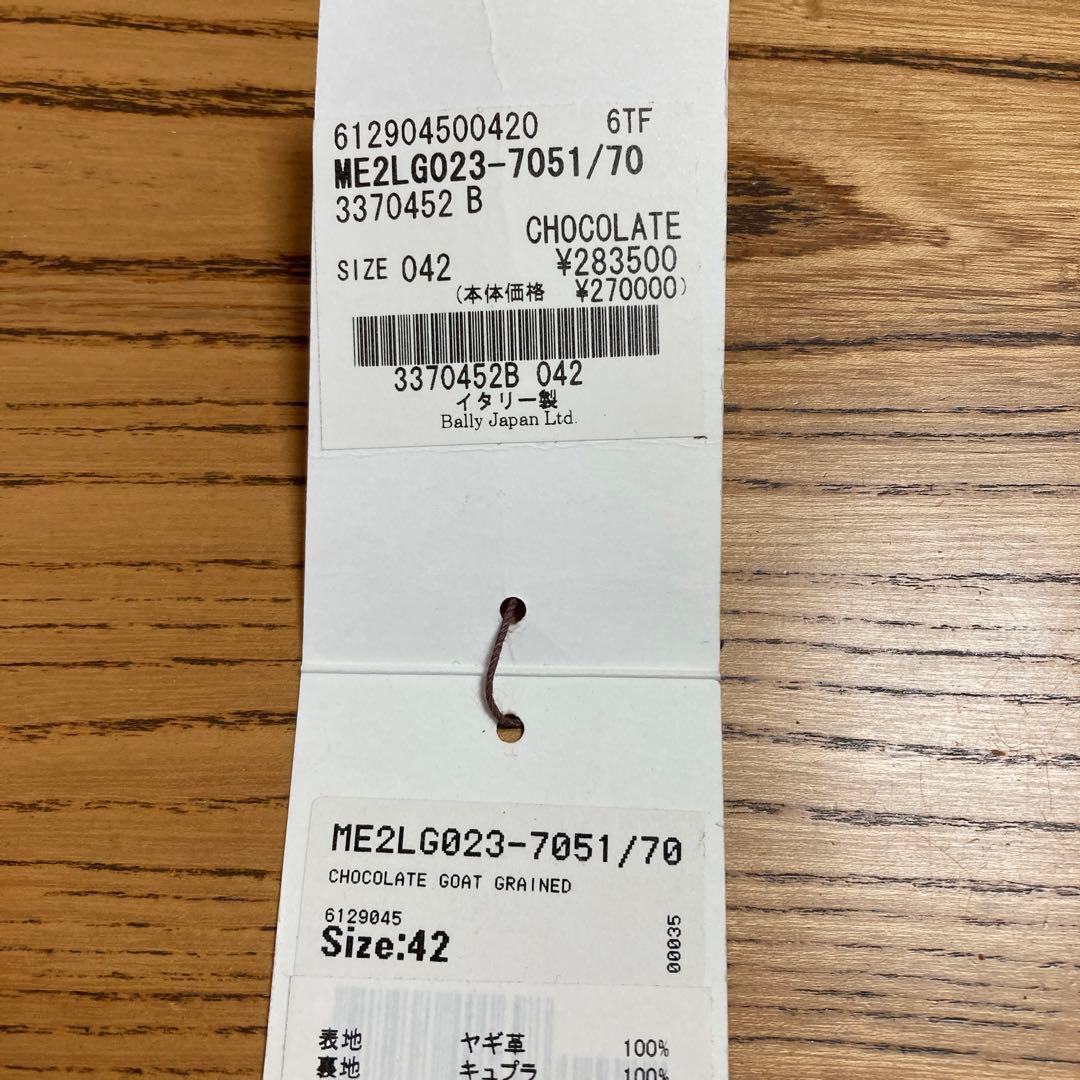 612904500420 6TF
ME2LG023-7051/70
3370452 B
CHOCOLATE
SIZE 042 ¥283500
(本体価格 ¥270000)
3370452B 042
イタリー製
Bally Japan Ltd.
ME2LG023-7051/70
CHOCOLATE GOAT GRAINED
6129045
Size:42
00035
表地 ヤギ革 100%
裏地 キュプラ 100%